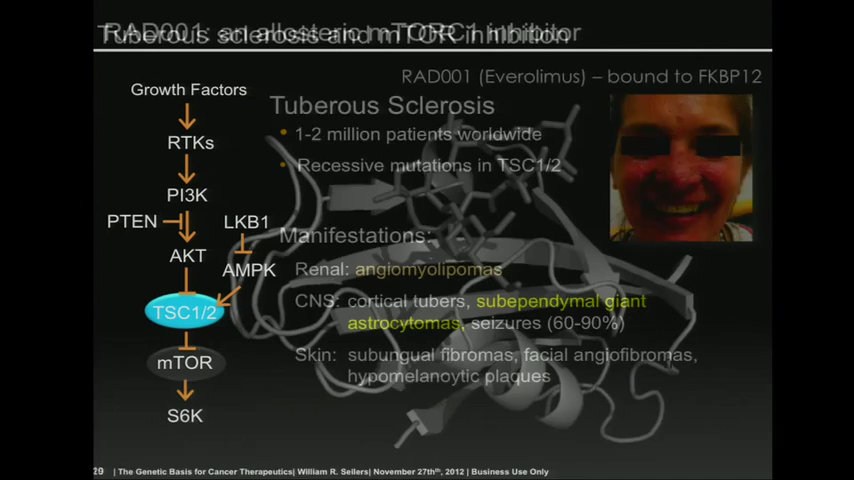 RAD001: an allosteric mTORC1 inhibitor
Tuberous sclerosis and mTOR inhibition
RAD001 (Everolimus) – bound to FKBP12
Growth Factors
RTKs
PI3K
PTEN
LKB1
AKT
AMPK
TSC1/2
mTOR
S6K
Tuberous Sclerosis
• 1-2 million patients worldwide
• Recessive mutations in TSC1/2
Manifestations:
Renal: angiomyolipomas
CNS: cortical tubers, subependymal giant
astrocytomas, seizures (60-90%)
Skin: subungual fibromas, facial angiofibromas,
hypomelanoytic plaques
29 | The Genetic Basis for Cancer Therapeutics| William R. Sellers| November 27thth, 2012 | Business Use Only